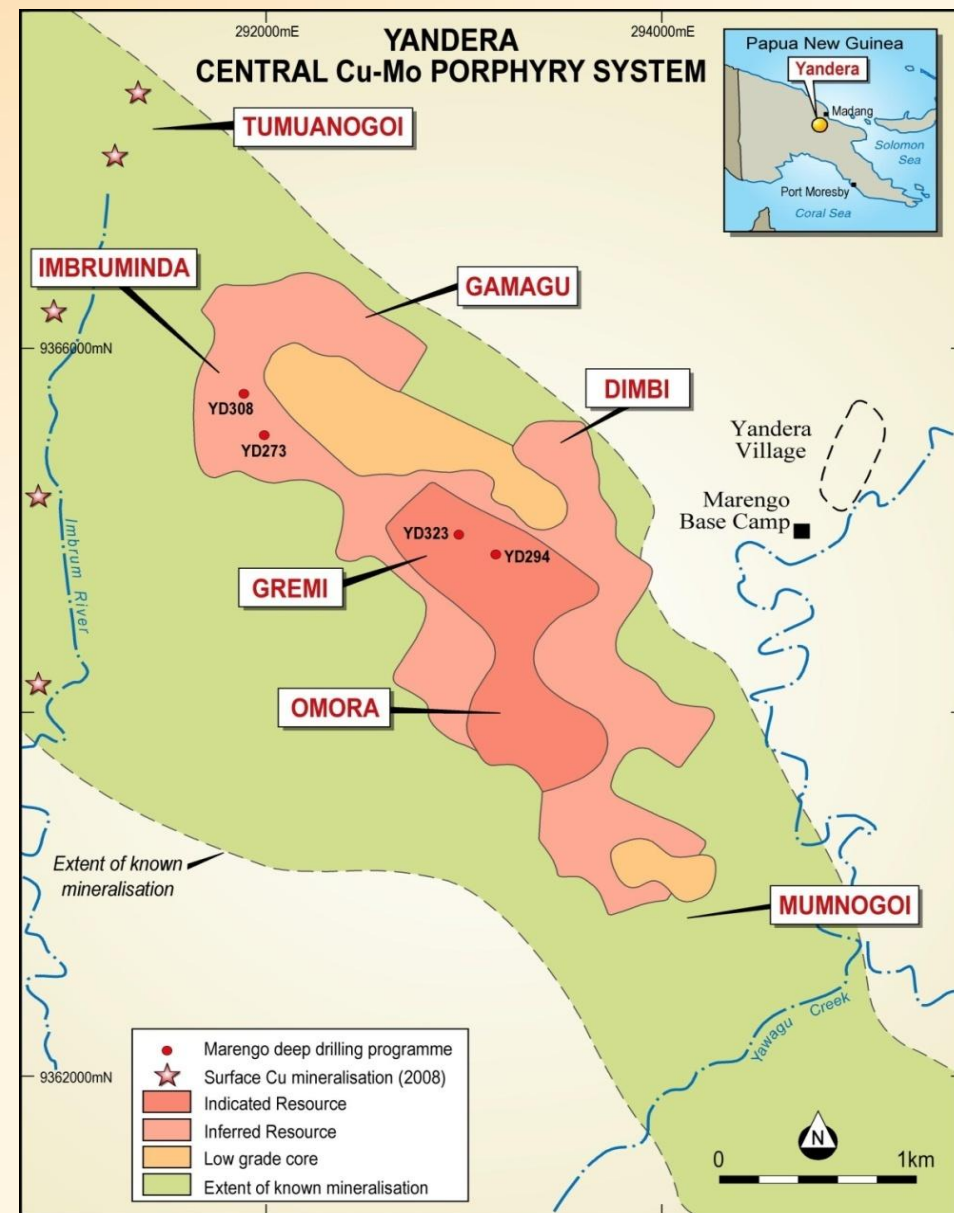 292000mE
294000mE
YANDERA
CENTRAL Cu-Mo PORPHYRY SYSTEM
Papua New Guinea
Yandera
Madang
Solomon
Sea
Port Moresby
Coral Sea
TUMUANOGOI
IMBRUMINDA
GAMAGU
9366000mN
DIMBI
YD308
YD273
Yandera
Village
Marengo
Base Camp
YD323
YD294
Imbrum River
GREMI
OMORA
Extent of known
mineralisation
MUMNOGOI
Yawagu Creek
9362000mN
Marengo deep drilling programme
Surface Cu mineralisation (2008)
Indicated Resource
Inferred Resource
Low grade core
Extent of known mineralisation
N
0 1km